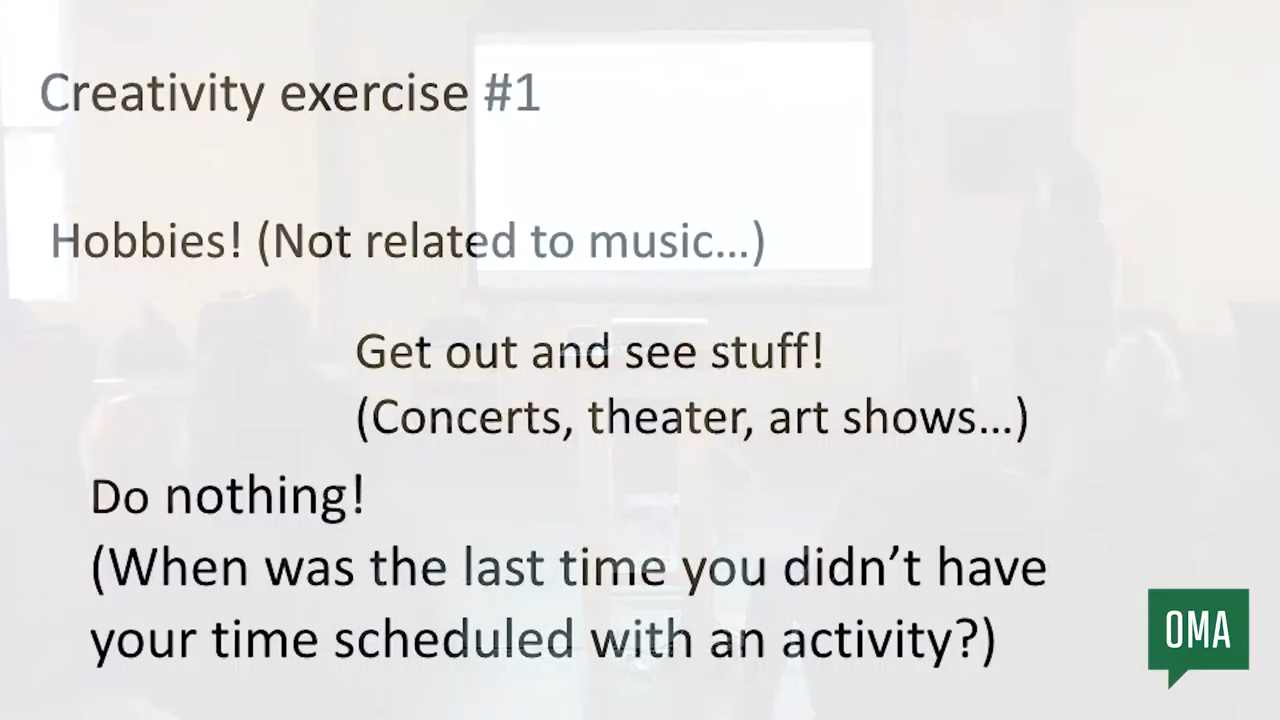 Creativity exercise #1
Hobbies! (Not related to music…)
Get out and see stuff!
(Concerts, theater, art shows…)
Do nothing!
(When was the last time you didn’t have
your time scheduled with an activity?)
OMA